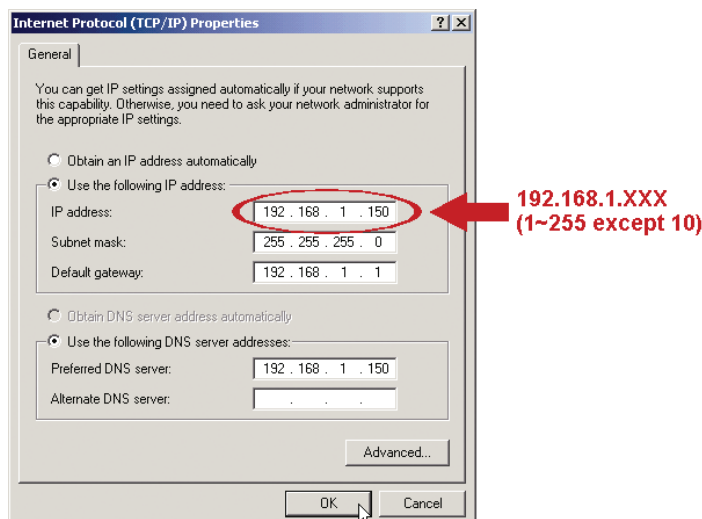 Internet Protocol (TCP/IP) Properties
General
You can get IP settings assigned automatically if your network supports
this capability. Otherwise, you need to ask your network administrator for
the appropriate IP settings.
Obtain an IP address automatically
Use the following IP address:
IP address: 192 . 168 . 1 . 150
Subnet mask: 255 . 255 . 255 . 0
Default gateway: 192 . 168 . 1 . 1
192.168.1.XXX
(1~255 except 10)
Obtain DNS server address automatically
Use the following DNS server addresses:
Preferred DNS server: 192 . 168 . 1 . 150
Alternate DNS server: . . .
Advanced...
OK Cancel